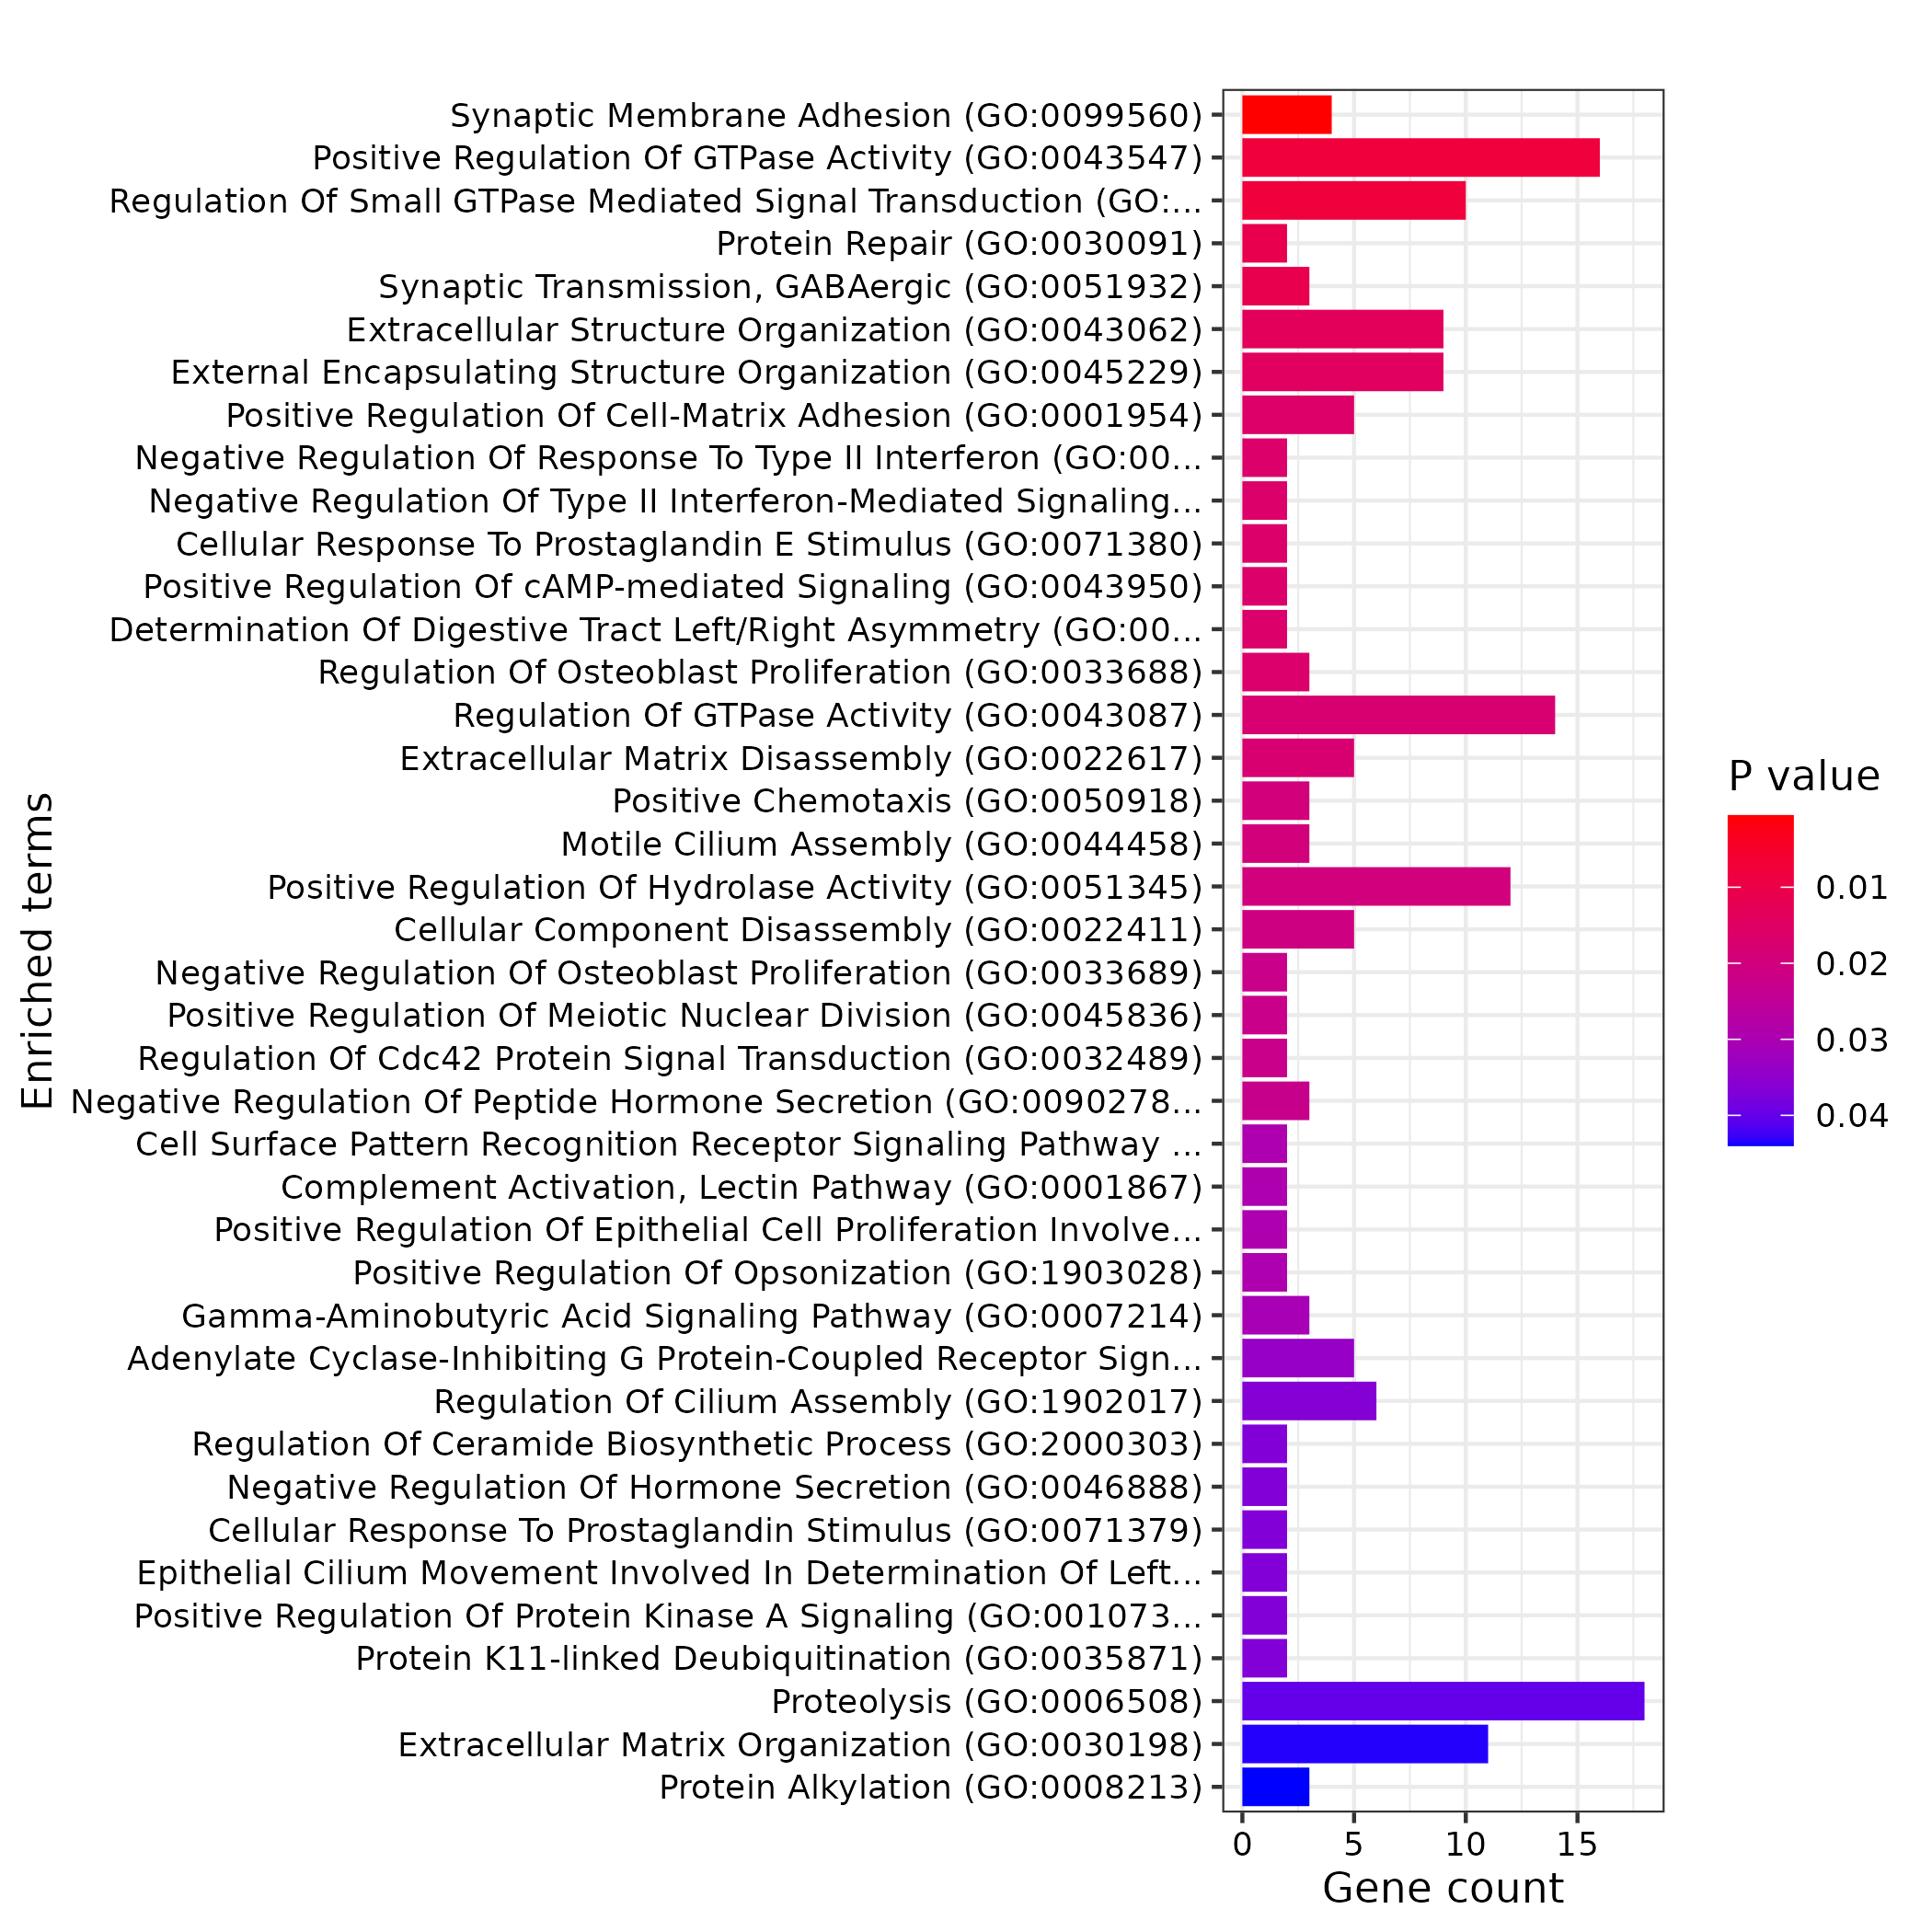 Synaptic Membrane Adhesion (GO:0099560)
Positive Regulation Of GTPase Activity (GO:0043547)
Regulation Of Small GTPase Mediated Signal Transduction (GO:...
Protein Repair (GO:0030091)
Synaptic Transmission, GABAergic (GO:0051932)
Extracellular Structure Organization (GO:0043062)
External Encapsulating Structure Organization (GO:0045229)
Positive Regulation Of Cell-Matrix Adhesion (GO:0001954)
Negative Regulation Of Response To Type II Interferon (GO:00...
Negative Regulation Of Type II Interferon-Mediated Signaling...
Cellular Response To Prostaglandin E Stimulus (GO:0071380)
Positive Regulation Of cAMP-mediated Signaling (GO:0043950)
Determination Of Digestive Tract Left/Right Asymmetry (GO:00...
Regulation Of Osteoblast Proliferation (GO:0033688)
Regulation Of GTPase Activity (GO:0043087)
Extracellular Matrix Disassembly (GO:0022617)
Positive Chemotaxis (GO:0050918)
Motile Cilium Assembly (GO:0044458)
Positive Regulation Of Hydrolase Activity (GO:0051345)
Cellular Component Disassembly (GO:0022411)
Negative Regulation Of Osteoblast Proliferation (GO:0033689)
Positive Regulation Of Meiotic Nuclear Division (GO:0045836)
Regulation Of Cdc42 Protein Signal Transduction (GO:0032489)
Negative Regulation Of Peptide Hormone Secretion (GO:0090278...
Cell Surface Pattern Recognition Receptor Signaling Pathway ...
Complement Activation, Lectin Pathway (GO:0001867)
Positive Regulation Of Epithelial Cell Proliferation Involve...
Positive Regulation Of Opsonization (GO:1903028)
Gamma-Aminobutyric Acid Signaling Pathway (GO:0007214)
Adenylate Cyclase-Inhibiting G Protein-Coupled Receptor Sign...
Regulation Of Cilium Assembly (GO:1902017)
Regulation Of Ceramide Biosynthetic Process (GO:2000303)
Negative Regulation Of Hormone Secretion (GO:0046888)
Cellular Response To Prostaglandin Stimulus (GO:0071379)
Epithelial Cilium Movement Involved In Determination Of Left...
Positive Regulation Of Protein Kinase A Signaling (GO:001073...
Protein K11-linked Deubiquitination (GO:0035871)
Proteolysis (GO:0006508)
Extracellular Matrix Organization (GO:0030198)
Protein Alkylation (GO:0008213)
Enriched terms
0 5 10 15
Gene count
P value
0.01
0.02
0.03
0.04